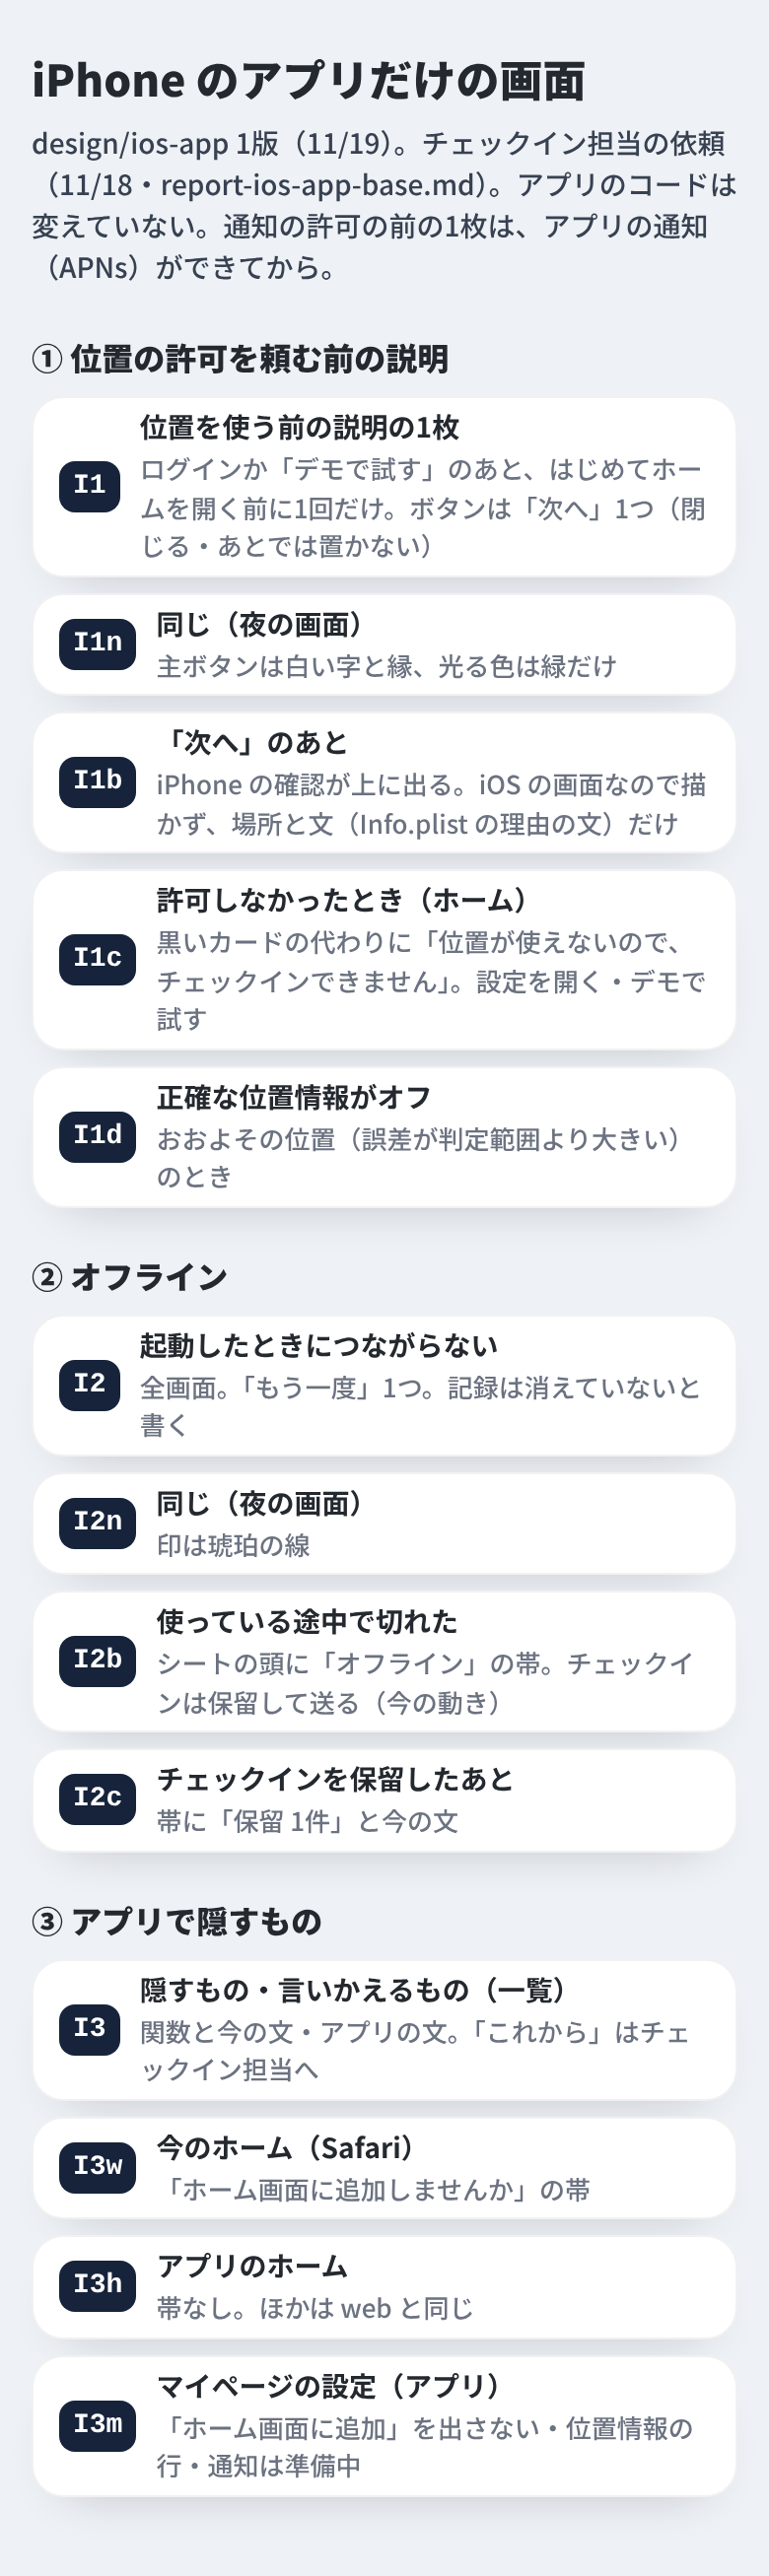 iPhone のアプリだけの画面
design/ios-app 1版（11/19）。チェックイン担当の依頼
（11/18・report-ios-app-base.md）。アプリのコードは
変えていない。通知の許可の前の1枚は、アプリの通知
（APNs）ができてから。
① 位置の許可を頼む前の説明
I1
位置を使う前の説明の1枚
ログインか「デモで試す」のあと、はじめてホー
ムを開く前に1回だけ。ボタンは「次へ」1つ（閉
じる・あとでは置かない）
I1n
同じ（夜の画面）
主ボタンは白い字と縁、光る色は緑だけ
I1b
「次へ」のあと
iPhone の確認が上に出る。iOS の画面なので描
かず、場所と文（Info.plist の理由の文）だけ
I1c
許可しなかったとき（ホーム）
黒いカードの代わりに「位置が使えないので、
チェックインできません」。設定を開く・デモで
試す
I1d
正確な位置情報がオフ
おおよその位置（誤差が判定範囲より大きい）
のとき
② オフライン
I2
起動したときにつながらない
全画面。「もう一度」1つ。記録は消えていないと
書く
I2n
同じ（夜の画面）
印は琥珀の線
I2b
使っている途中で切れた
シートの頭に「オフライン」の帯。チェックイ
ンは保留して送る（今の動き）
I2c
チェックインを保留したあと
帯に「保留 1件」と今の文
③ アプリで隠すもの
I3
隠すもの・言いかえるもの（一覧）
関数と今の文・アプリの文。「これから」はチェ
ックイン担当へ
I3w
今のホーム（Safari）
「ホーム画面に追加しませんか」の帯
I3h
アプリのホーム
帯なし。ほかは web と同じ
I3m
マイページの設定（アプリ）
「ホーム画面に追加」を出さない・位置情報の
行・通知は準備中